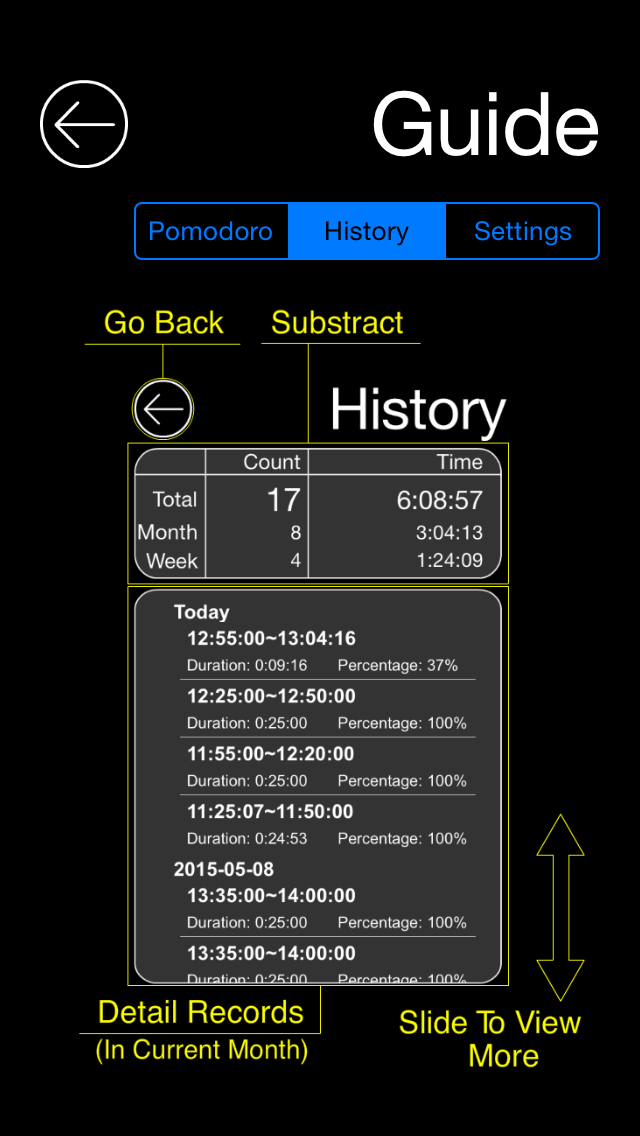 Guide
Pomodoro History Settings
Go Back Substract
History
Count Time
Total 17 6:08:57
Month 8 3:04:13
Week 4 1:24:09
Today
12:55:00~13:04:16
Duration: 0:09:16 Percentage: 37%
12:25:00~12:50:00
Duration: 0:25:00 Percentage: 100%
11:55:00~12:20:00
Duration: 0:25:00 Percentage: 100%
11:25:07~11:50:00
Duration: 0:24:53 Percentage: 100%
2015-05-08
13:35:00~14:00:00
Duration: 0:25:00 Percentage: 100%
13:35:00~14:00:00
Duration: 0:25:00 Percentage: 100%
Detail Records
(In Current Month)
Slide To View
More